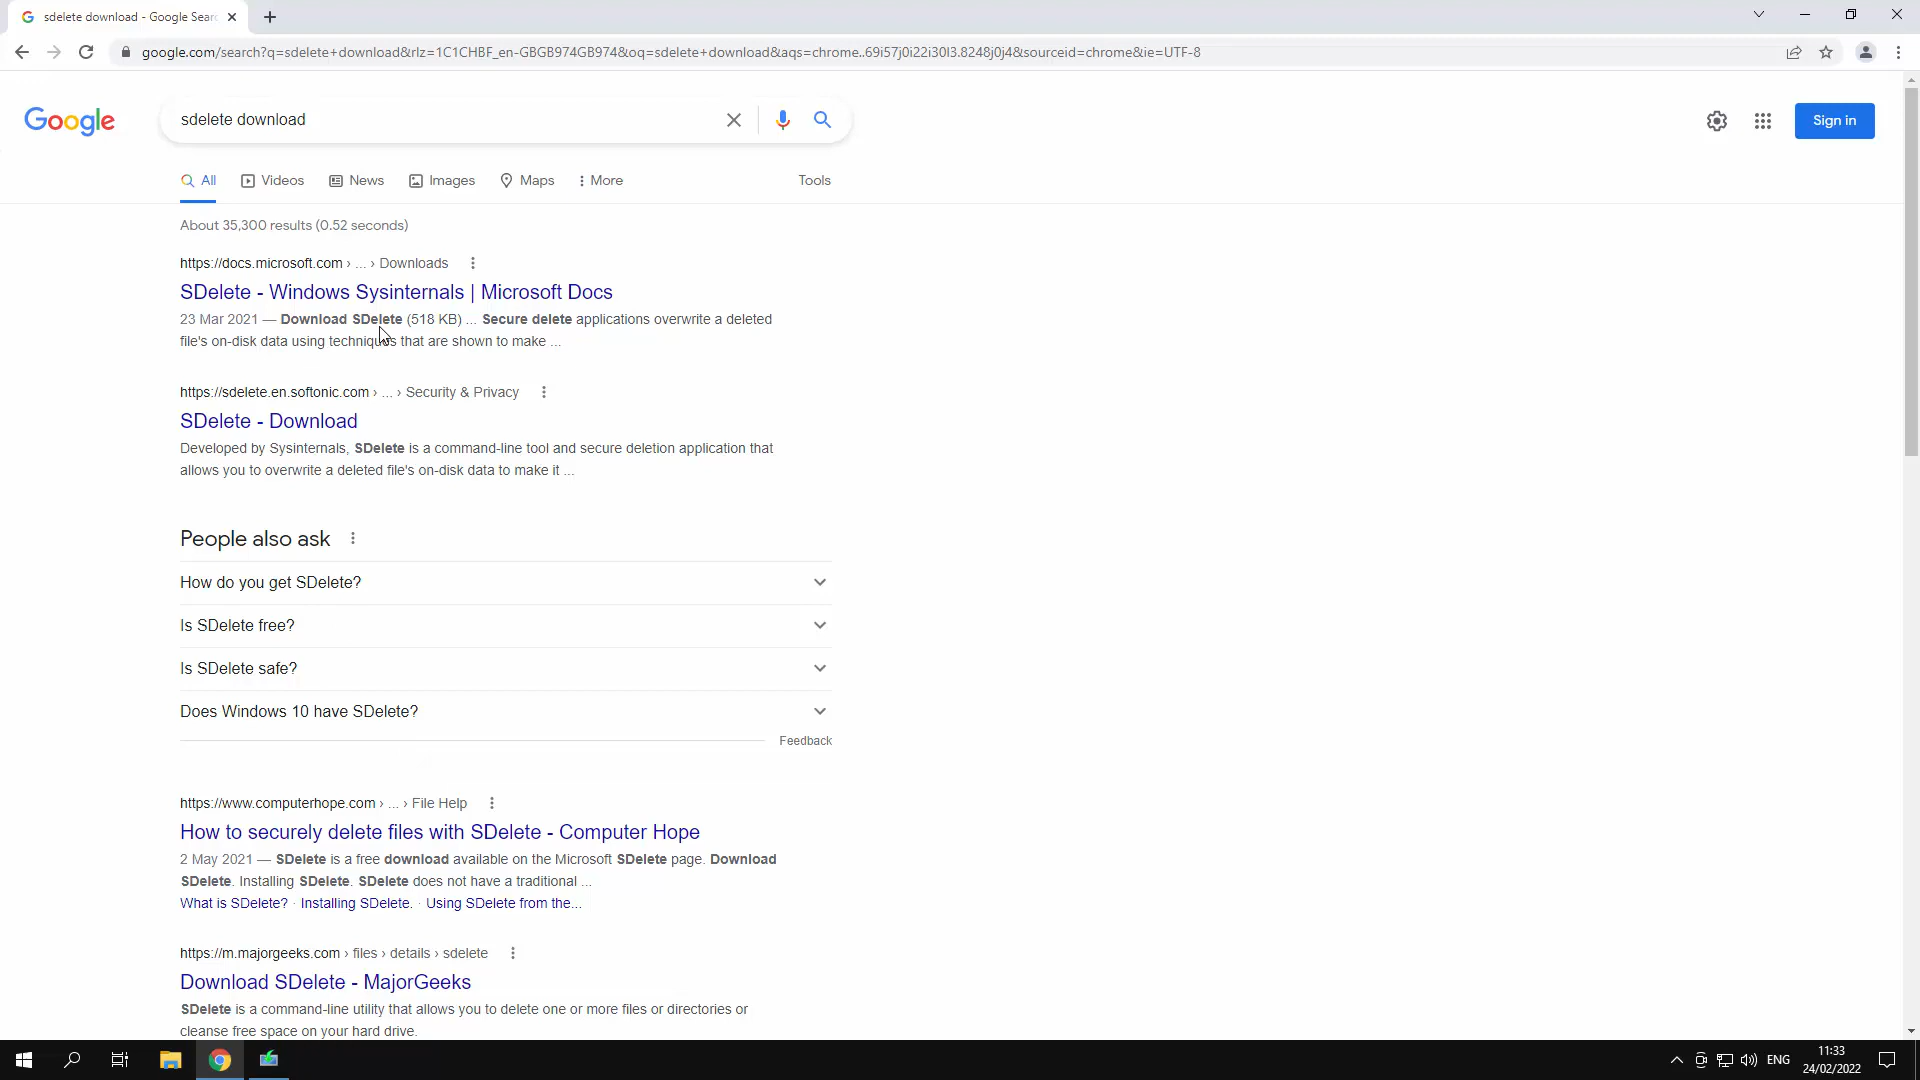 sdelete download - Google Sear
google.com/search?q=sdelete+download&rlz=1C1CHBF_en-GBGB974GB974&oq=sdelete+download&aqs=chrome..69i57j0i22i30l3.8248j0j4&sourceid=chrome&ie=UTF-8
Google
sdelete download
Sign in
All
Videos
News
Images
Maps
More
Tools
About 35,300 results (0.52 seconds)
https://docs.microsoft.com › ... › Downloads
SDelete - Windows Sysinternals | Microsoft Docs
23 Mar 2021 — Download SDelete (518 KB) ... Secure delete applications overwrite a deleted
file's on-disk data using techniques that are shown to make ...
https://sdelete.en.softonic.com › ... › Security & Privacy
SDelete - Download
Developed by Sysinternals, SDelete is a command-line tool and secure deletion application that
allows you to overwrite a deleted file's on-disk data to make it ...
People also ask
How do you get SDelete?
Is SDelete free?
Is SDelete safe?
Does Windows 10 have SDelete?
Feedback
https://www.computerhope.com › ... › File Help
How to securely delete files with SDelete - Computer Hope
2 May 2021 — SDelete is a free download available on the Microsoft SDelete page. Download
SDelete. Installing SDelete. SDelete does not have a traditional ...
What is SDelete? · Installing SDelete. · Using SDelete from the...
https://m.majorgeeks.com › files › details › sdelete
Download SDelete - MajorGeeks
SDelete is a command-line utility that allows you to delete one or more files or directories or
cleanse free space on your hard drive.
ENG
11:33
24/02/2022